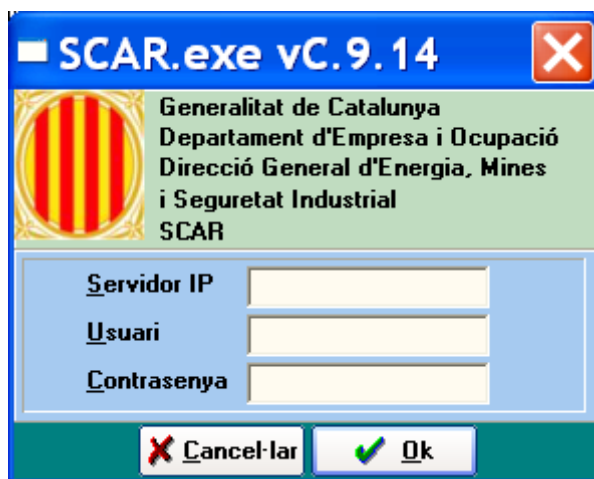 SCAR.exe vC.9.14
Generalitat de Catalunya
Departament d'Empresa i Ocupació
Direcció General d'Energia, Mines
i Seguretat Industrial
SCAR
Servidor IP
Usuari
Contrasenya
Cancel·lar
Ok